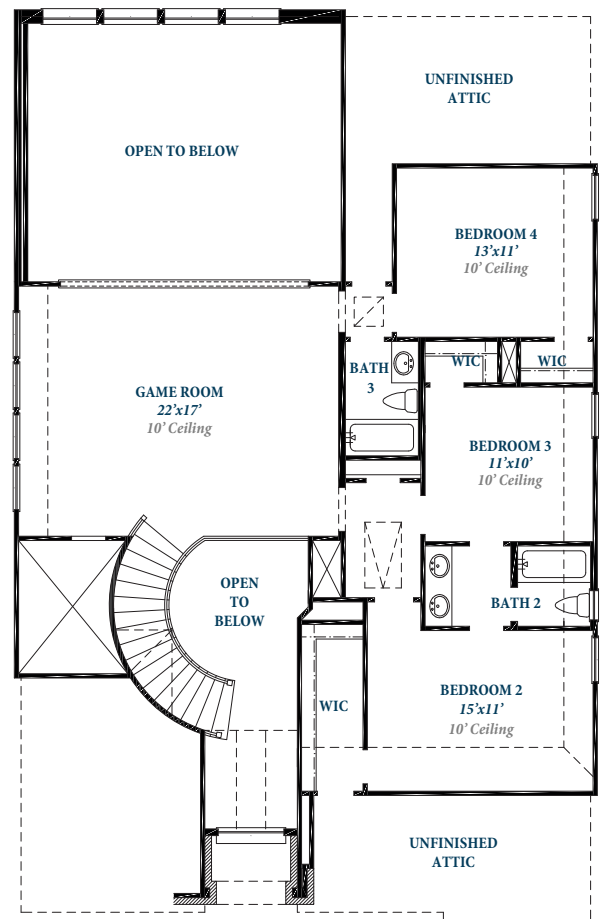 UNFINISHED
ATTIC
OPEN TO BELOW
BEDROOM 4
13'x11'
10' Ceiling
BATH
3
WIC
WIC
GAME ROOM
22'x17'
10' Ceiling
BEDROOM 3
11'x10'
10' Ceiling
OPEN
TO
BELOW
BATH 2
WIC
BEDROOM 2
15'x11'
10' Ceiling
UNFINISHED
ATTIC